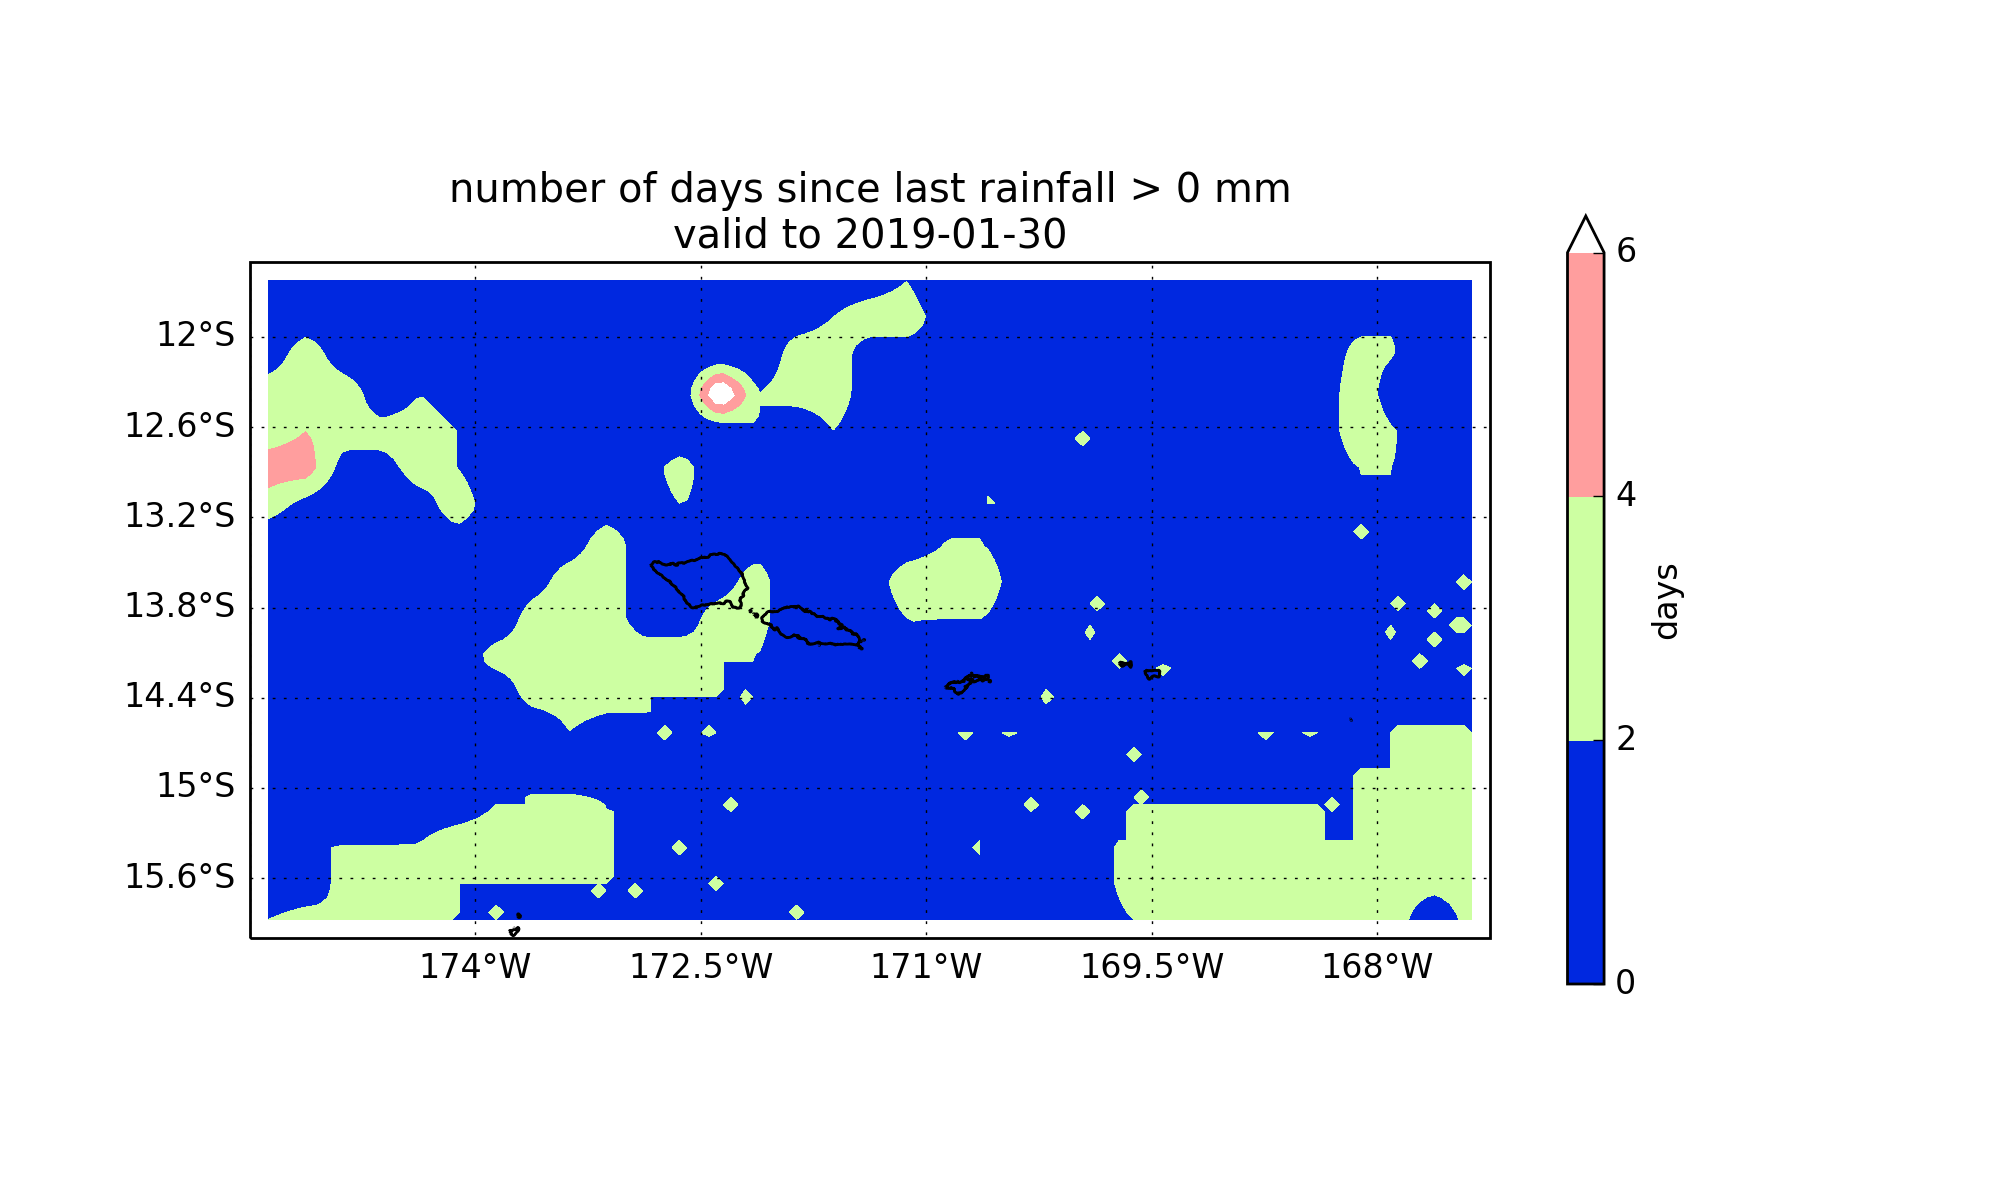 number of days since last rainfall > 0 mm
valid to 2019-01-30
12°S
12.6°S
13.2°S
13.8°S
14.4°S
15°S
15.6°S
174°W 172.5°W 171°W 169.5°W 168°W
6
4
2
0
days